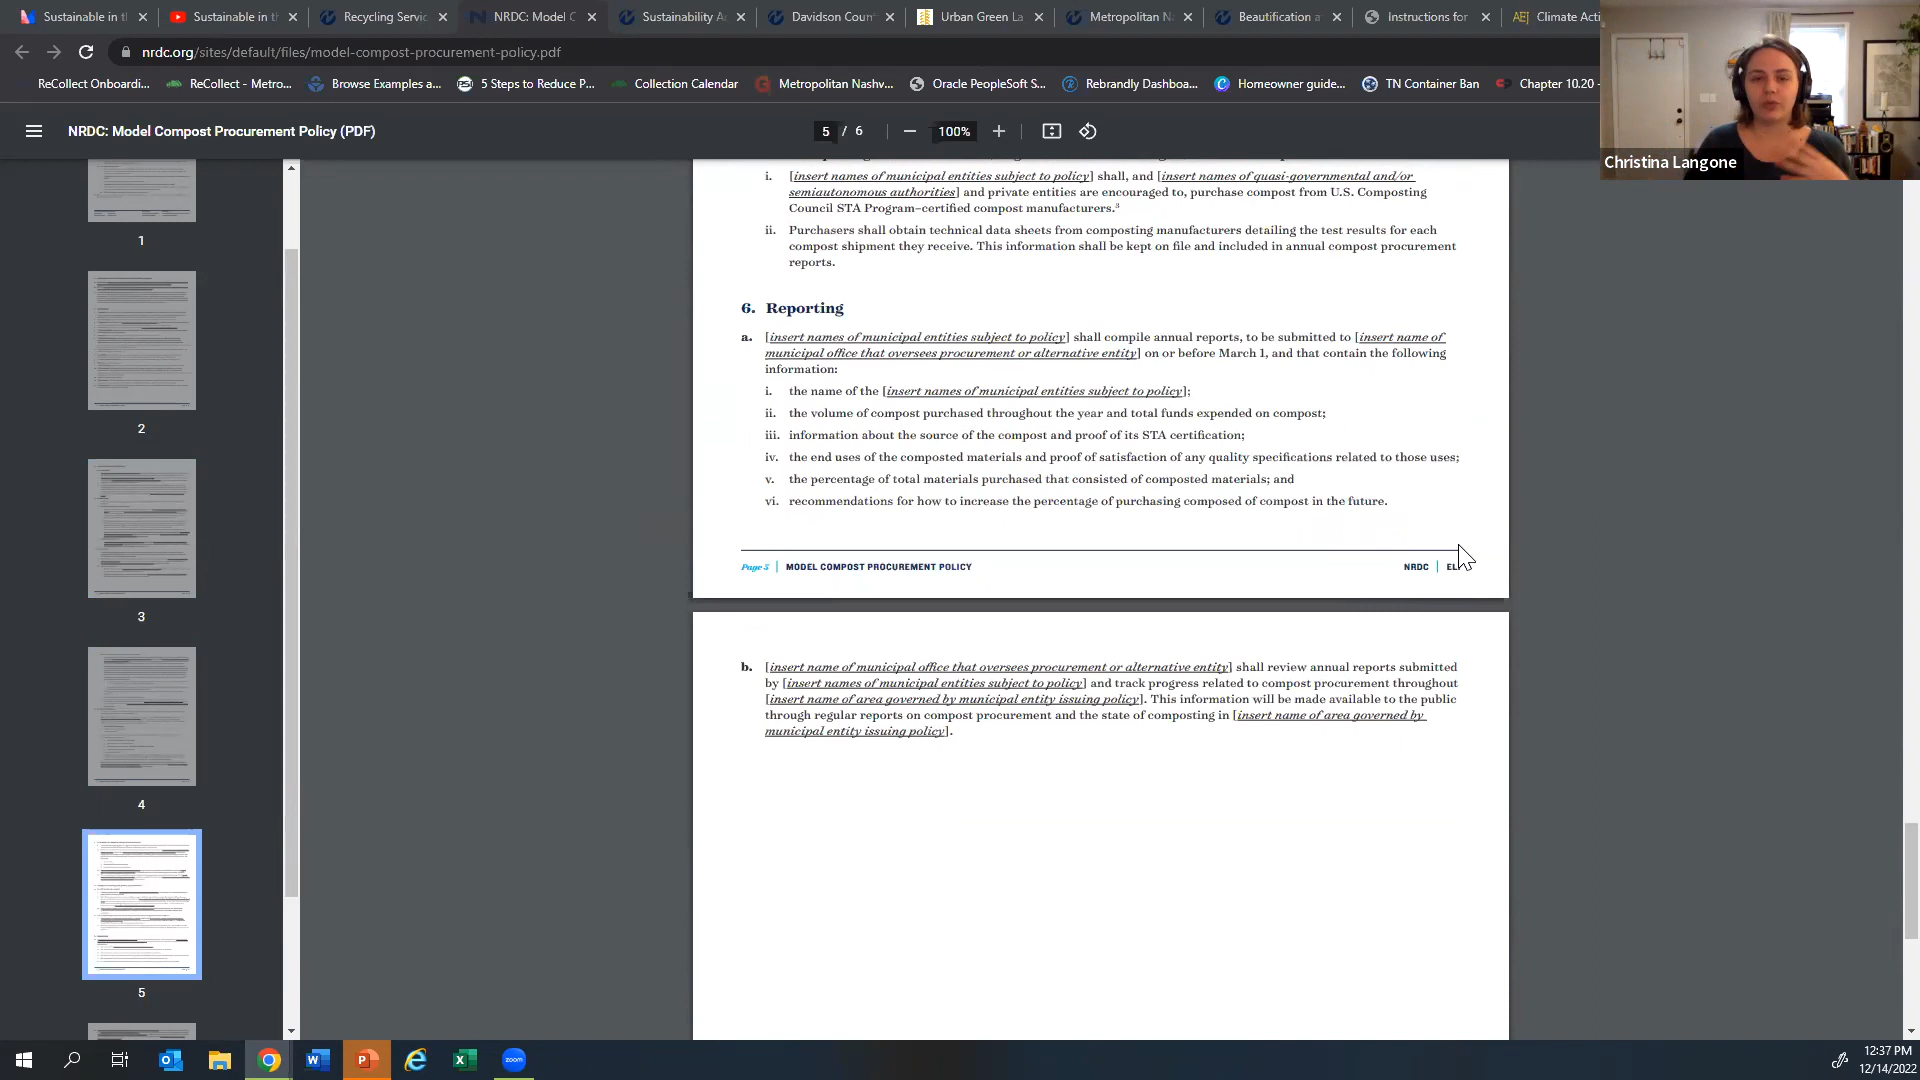 Sustainable in t
Sustainable in th
Recycling Servic
NRDC: Model C
Sustainability A
Davidson Coun
Urban Green La
Metropolitan N
Beautification a
Instructions for
AEJ
Climate Acti
nrdc.org/sites/default/files/model-compost-procurement-policy.pdf
ReCollect Onboardi...
ReCollect - Metro...
Browse Examples a...
5 Steps to Reduce P...
Collection Calendar
Metropolitan Nashv...
Oracle PeopleSoft S...
Rebrandly Dashboa...
Homeowner guide...
TN Container Ban
Chapter 10.20 -
NRDC: Model Compost Procurement Policy (PDF)
5 / 6
100%
Christina Langone
1
2
3
4
5
i. [insert names of municipal entities subject to policy] shall, and [insert names of quasi-governmental and/or
semiautonomous authorities] and private entities are encouraged to, purchase compost from U.S. Composting
Council STA Program–certified compost manufacturers.³
ii. Purchasers shall obtain technical data sheets from composting manufacturers detailing the test results for each
compost shipment they receive. This information shall be kept on file and included in annual compost procurement
reports.
6. Reporting
a. [insert names of municipal entities subject to policy] shall compile annual reports, to be submitted to [insert name of
municipal office that oversees procurement or alternative entity] on or before March 1, and that contain the following
information:
i. the name of the [insert names of municipal entities subject to policy];
ii. the volume of compost purchased throughout the year and total funds expended on compost;
iii. information about the source of the compost and proof of its STA certification;
iv. the end uses of the composted materials and proof of satisfaction of any quality specifications related to those uses;
v. the percentage of total materials purchased that consisted of composted materials; and
vi. recommendations for how to increase the percentage of purchasing composed of compost in the future.
Page 5 | MODEL COMPOST PROCUREMENT POLICY
NRDC | EL
b. [insert name of municipal office that oversees procurement or alternative entity] shall review annual reports submitted
by [insert names of municipal entities subject to policy] and track progress related to compost procurement throughout
[insert name of area governed by municipal entity issuing policy]. This information will be made available to the public
through regular reports on compost procurement and the state of composting in [insert name of area governed by
municipal entity issuing policy].
zoom
12:37 PM
12/14/2022